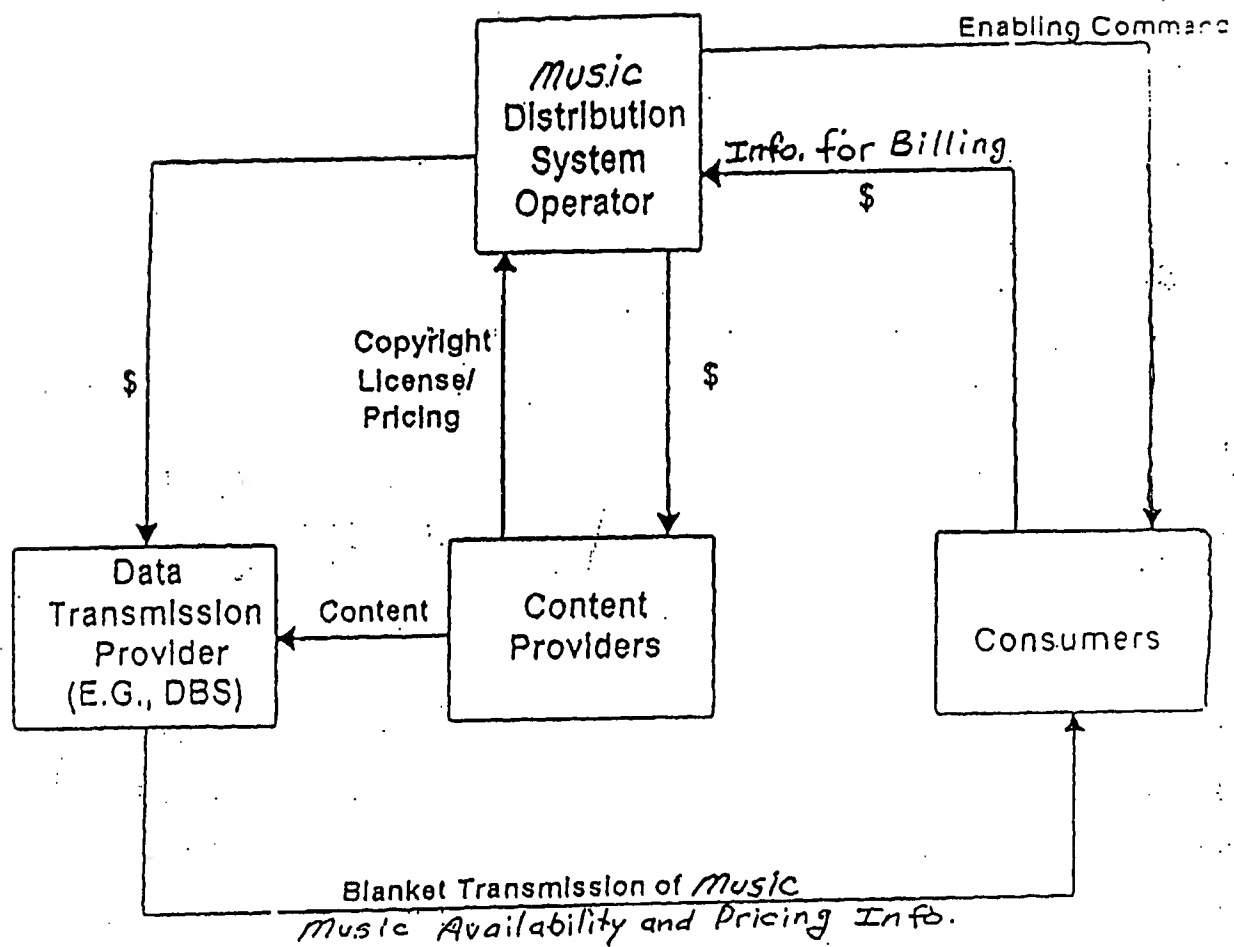 Enabling Command
Music
Distribution
System
Operator
Info. for Billing
$
Copyright
License/
Pricing
$
$
Data
Transmission
Provider
(E.G., DBS)
Content
Content
Providers
Consumers
Blanket Transmission of Music
Music Availability and Pricing Info.